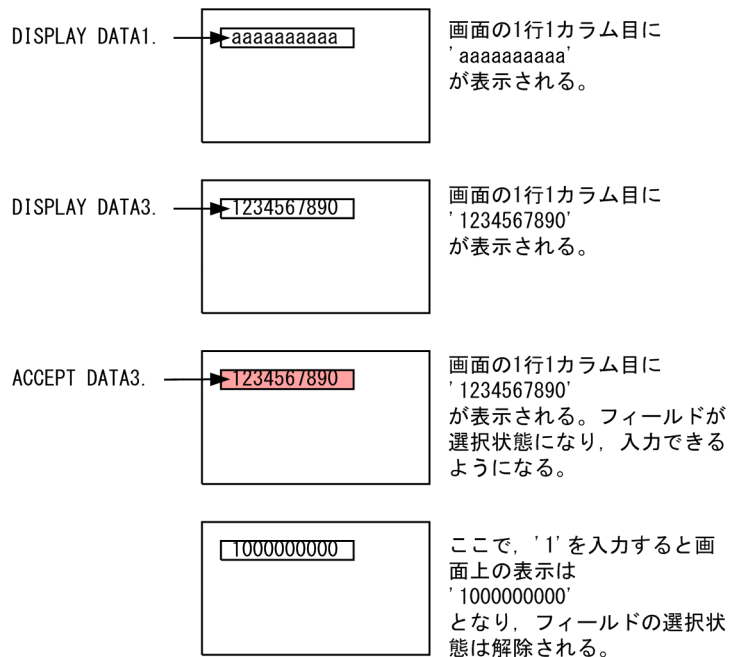 DISPLAY DATA1.
aaaaaaaaaa
画面の1行1カラム目に
'aaaaaaaaaa'
が表示される。
DISPLAY DATA3.
1234567890
画面の1行1カラム目に
'1234567890'
が表示される。
ACCEPT DATA3.
1234567890
画面の1行1カラム目に
'1234567890'
が表示される。フィールドが
選択状態になり，入力できる
ようになる。
1000000000
ここで，'1'を入力すると画
面上の表示は
'1000000000'
となり，フィールドの選択状
態は解除される。